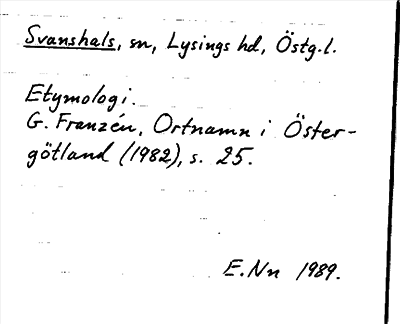 Svanshals, sn, Lysings hd, Östg.l.
Etymologi.
G. Franzén, Ortnamn i Öster-
götland (1982), s. 25.
E.Nn 1989.